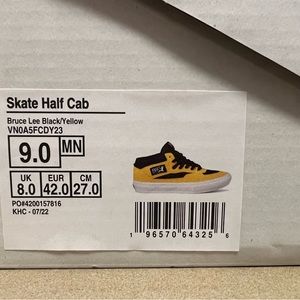 Skate Half Cab
Bruce Lee Black/Yellow
VN0A5FCDY23
9.0 MN
UK EUR CM
8.0 42.0 27.0
PO#4200157816
KHC - 07/22
1 96570 64325 6